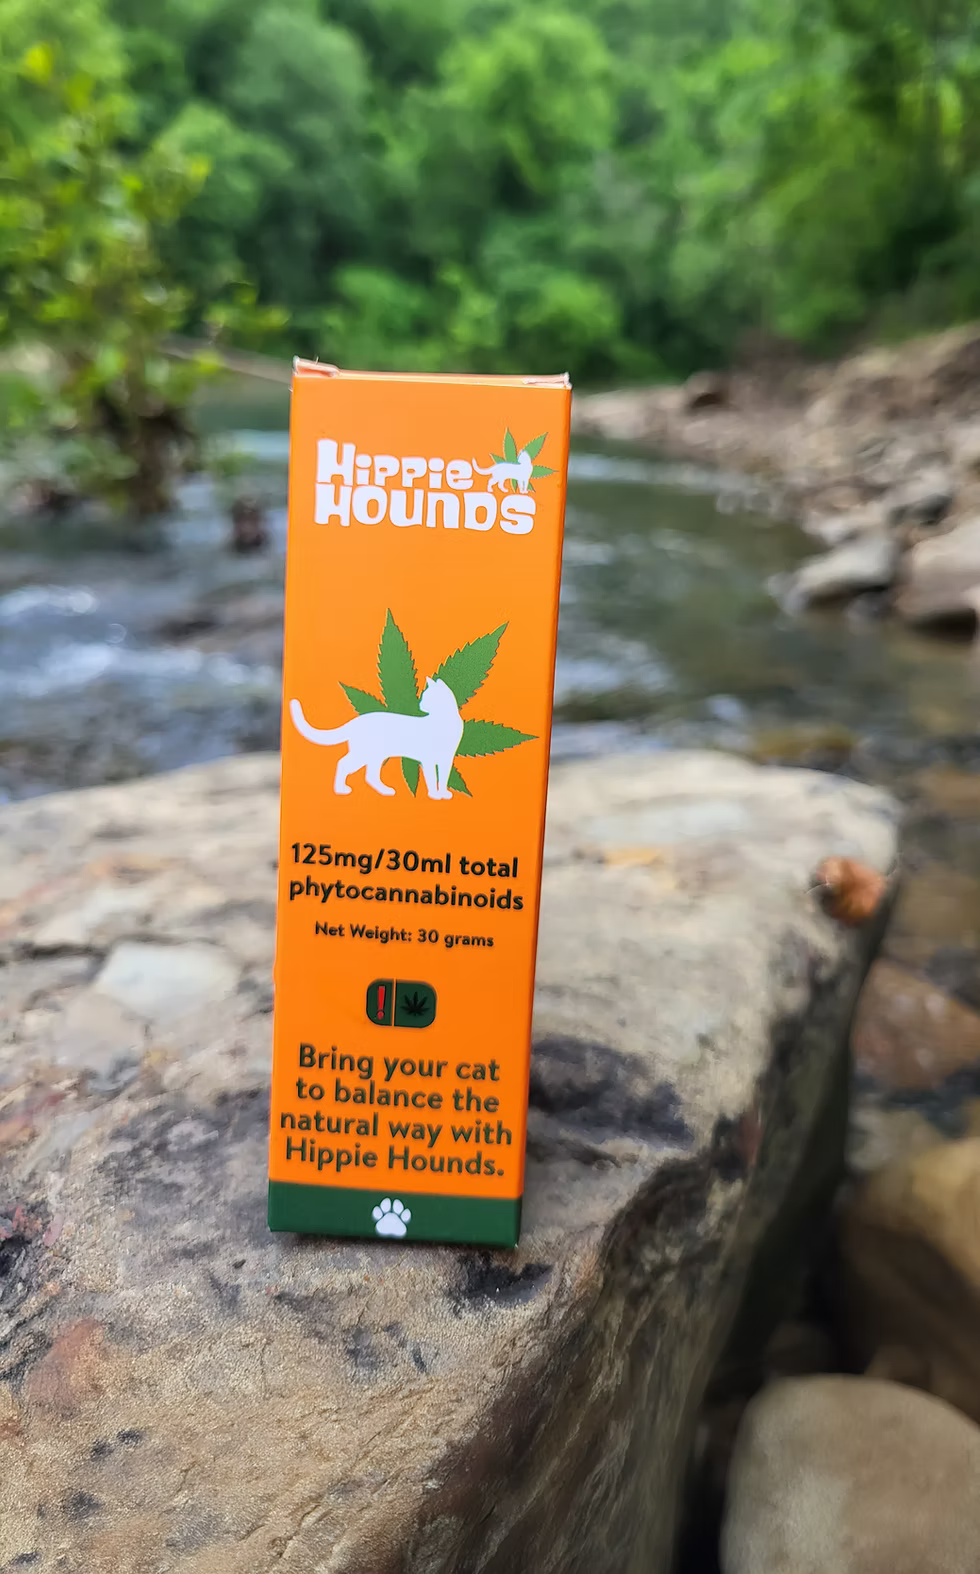 Hippie
HOUNDS
125mg/30ml total
phytocannabinoids
Net Weight: 30 grams
!
Bring your cat
to balance the
natural way with
Hippie Hounds.